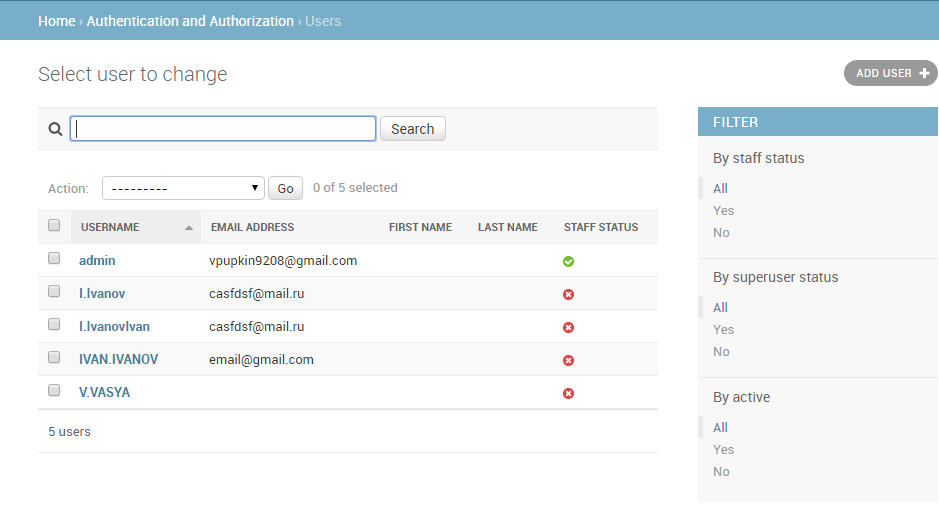 Home › Authentication and Authorization › Users
Select user to change
ADD USER +
Search
Action: --------- Go 0 of 5 selected
USERNAME EMAIL ADDRESS FIRST NAME LAST NAME STAFF STATUS
admin vpupkin9208@gmail.com
I.Ivanov casfdsf@mail.ru
I.IvanovIvan casfdsf@mail.ru
IVAN.IVANOV email@gmail.com
V.VASYA
5 users
FILTER
By staff status
All
Yes
No
By superuser status
All
Yes
No
By active
All
Yes
No